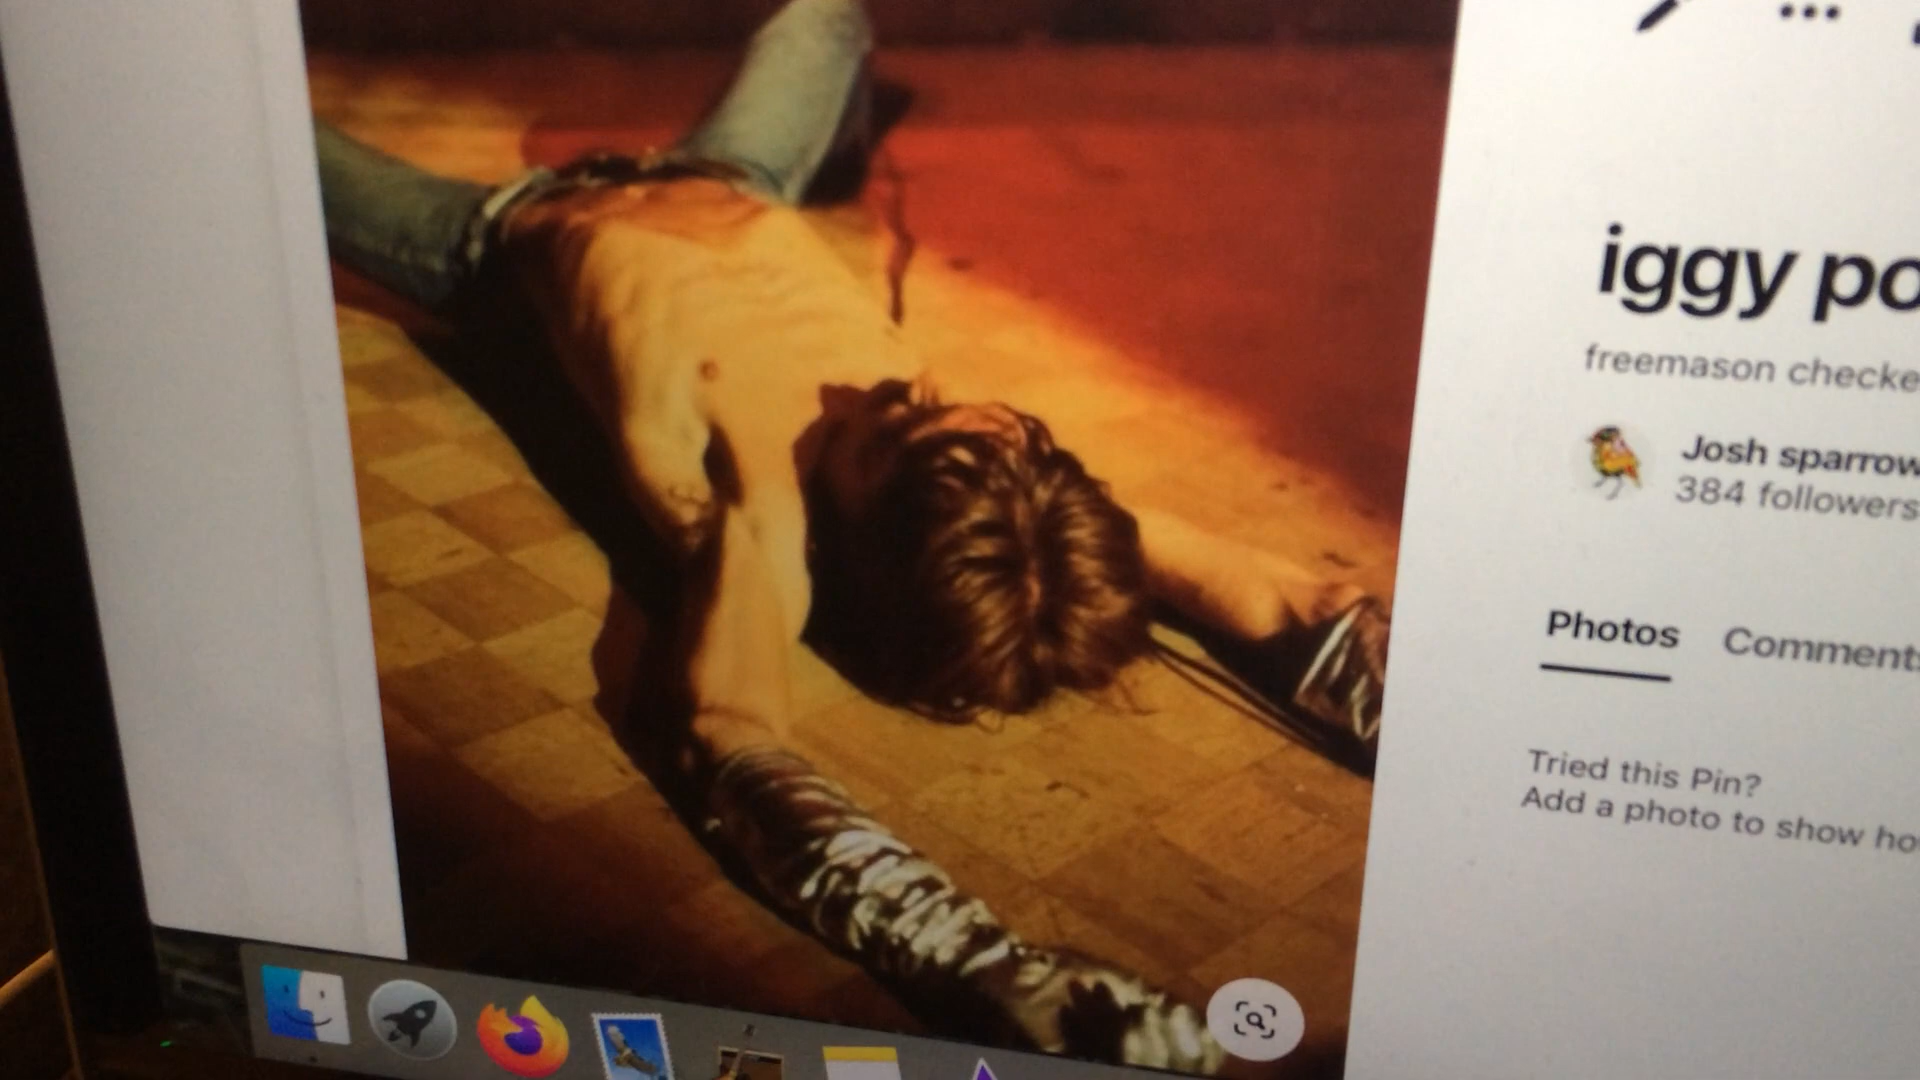 iggy po
freemason checke
Josh sparrow
384 followers
Photos
Comments
Tried this Pin?
Add a photo to show ho